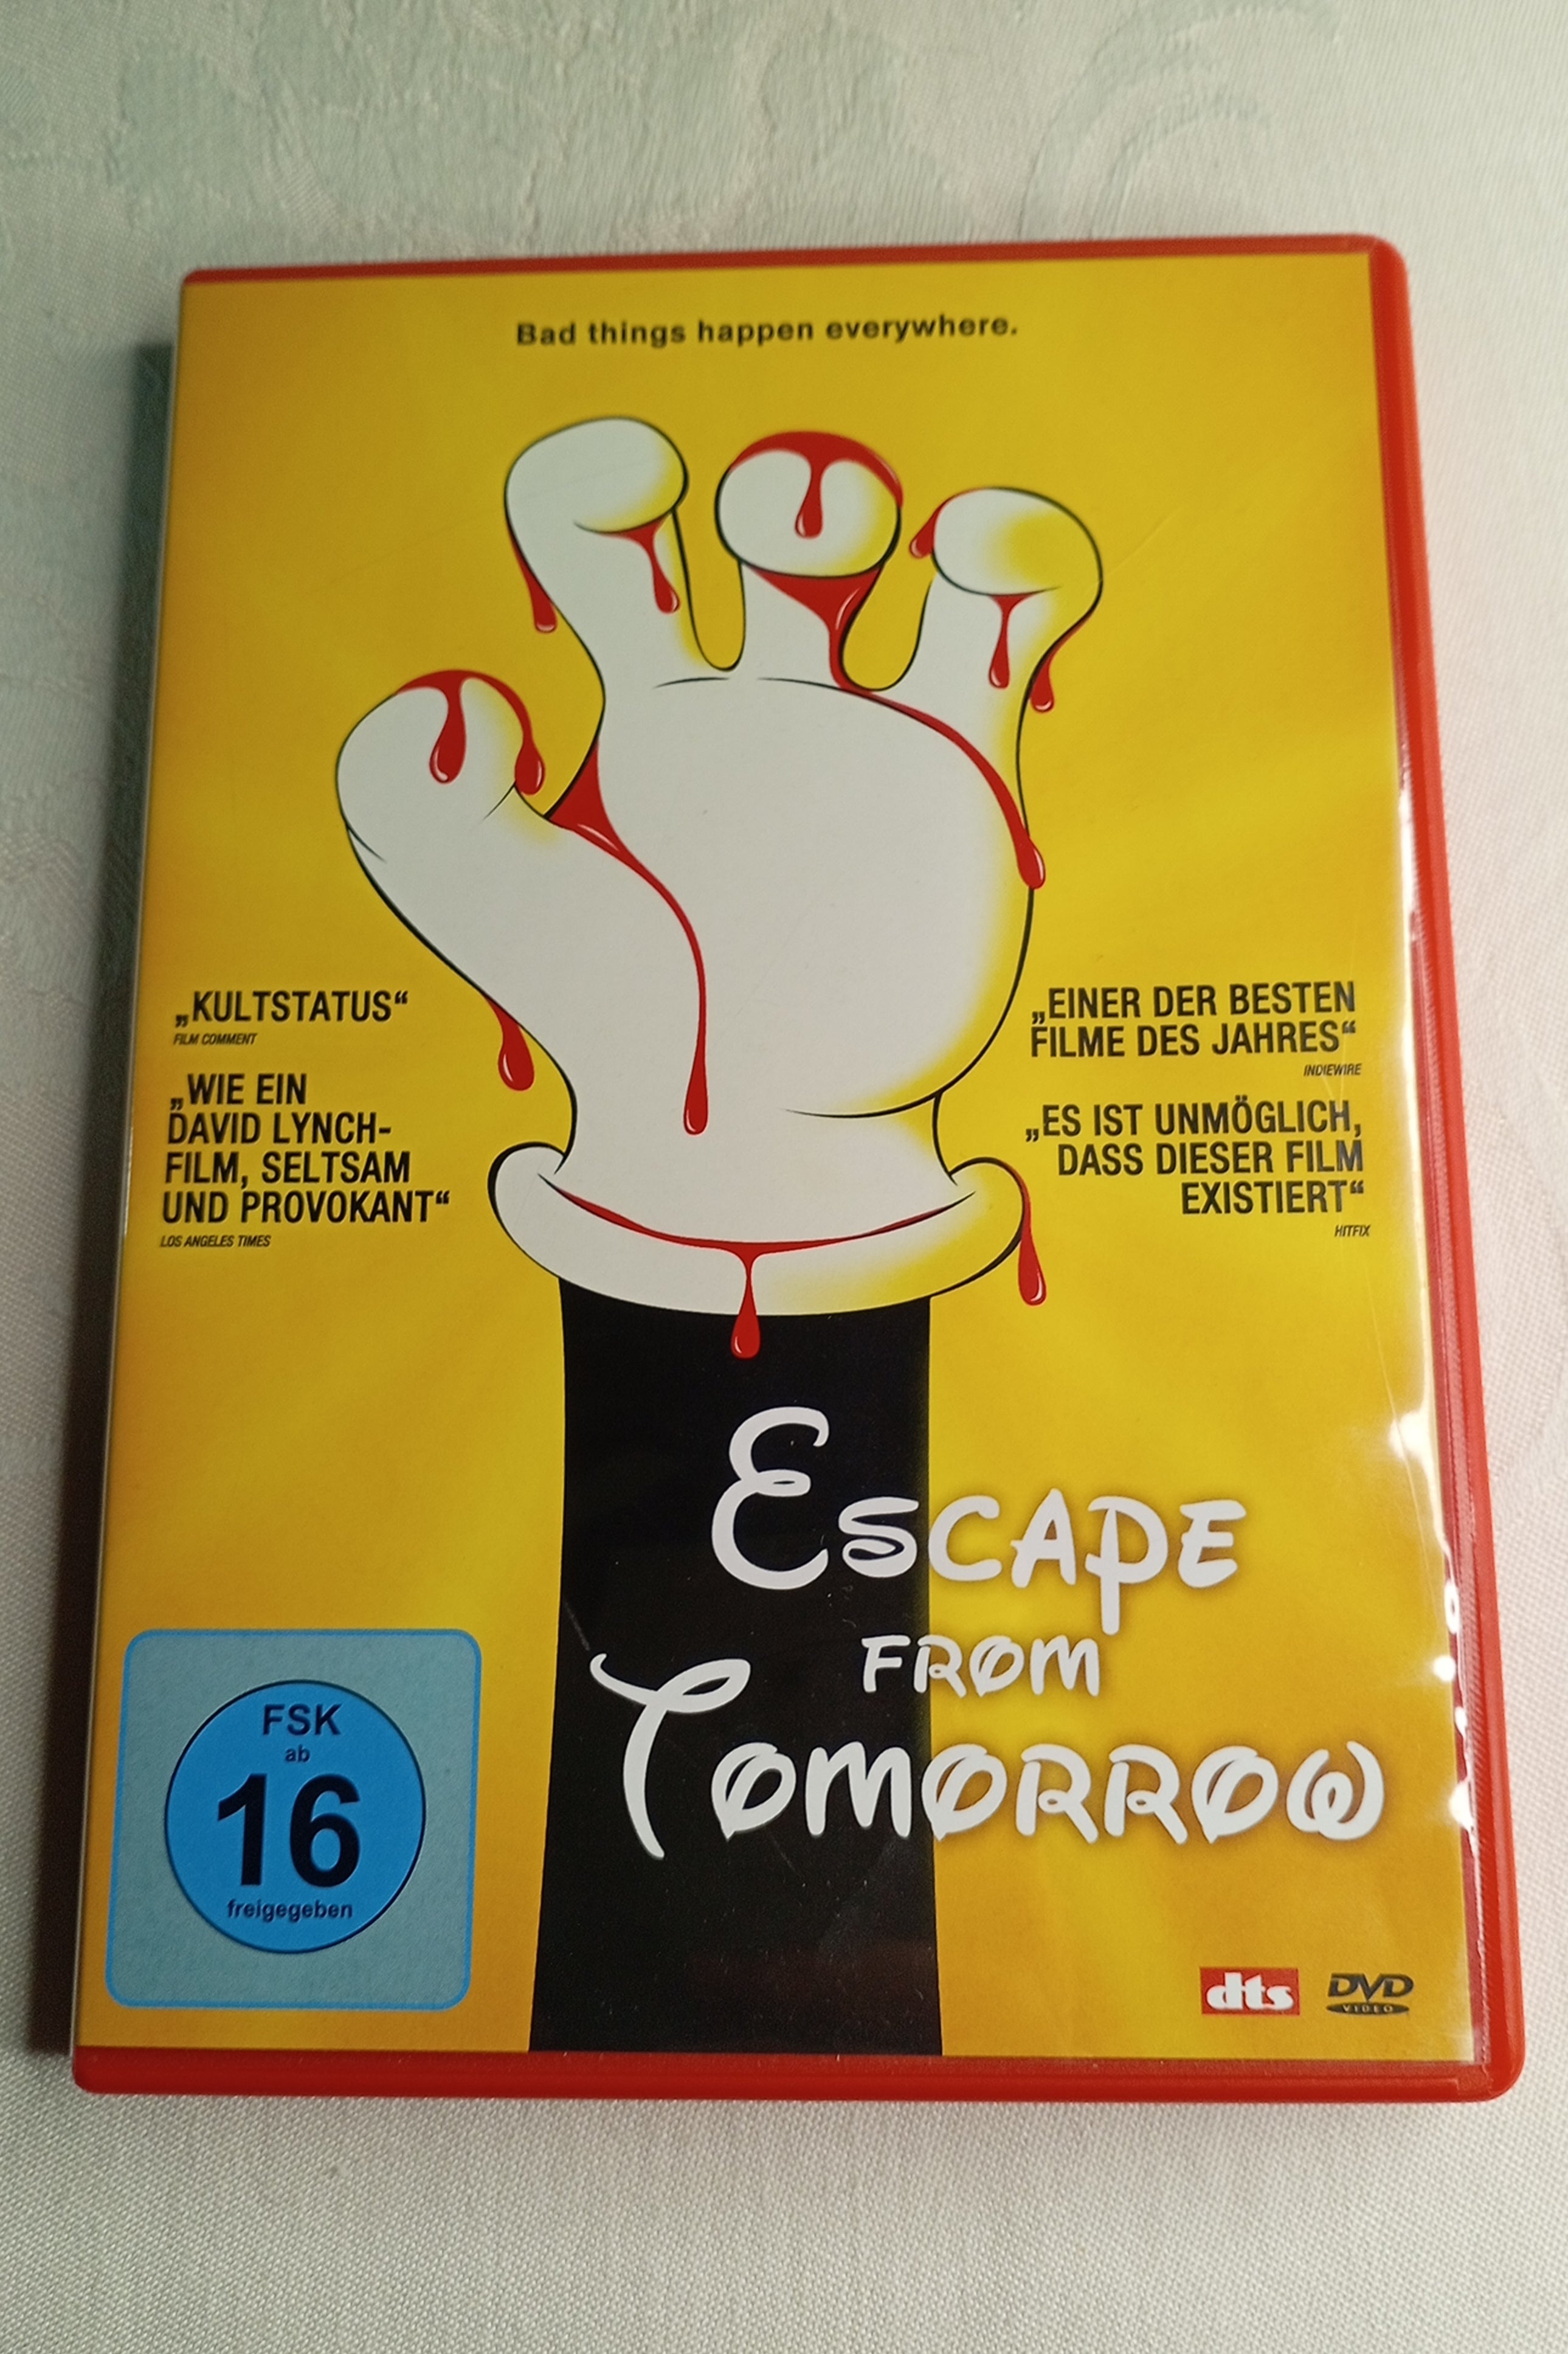 Bad things happen everywhere.
„KULTSTATUS“
FILM COMMENT
„WIE EIN
DAVID LYNCH-
FILM, SELTSAM
UND PROVOKANT“
LOS ANGELES TIMES
„EINER DER BESTEN
FILME DES JAHRES“
INDIEWIRE
„ES IST UNMÖGLICH,
DASS DIESER FILM
EXISTIERT“
HITFIX
ESCAPE
FROM
TOMORROW
FSK
ab
16
freigegeben
dts
DVD
VIDEO